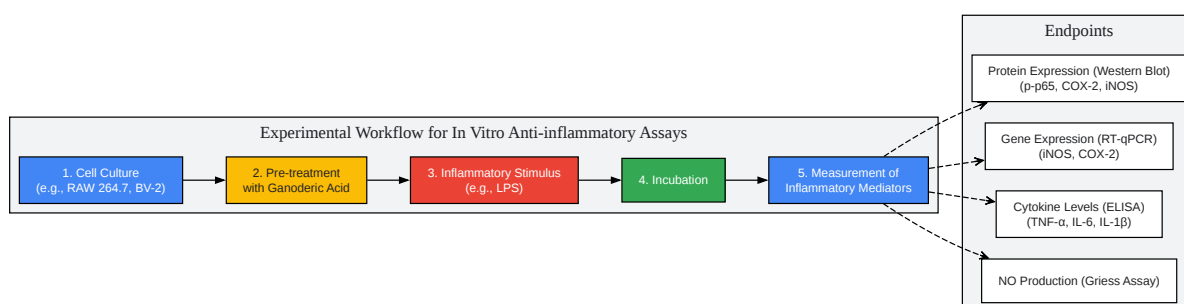 Experimental Workflow for In Vitro Anti-inflammatory Assays
1. Cell Culture
(e.g., RAW 264.7, BV-2)
2. Pre-treatment
with Ganoderic Acid
3. Inflammatory Stimulus
(e.g., LPS)
4. Incubation
5. Measurement of
Inflammatory Mediators
Endpoints
Protein Expression (Western Blot)
(p-p65, COX-2, iNOS)
Gene Expression (RT-qPCR)
(iNOS, COX-2)
Cytokine Levels (ELISA)
(TNF-α, IL-6, IL-1β)
NO Production (Griess Assay)